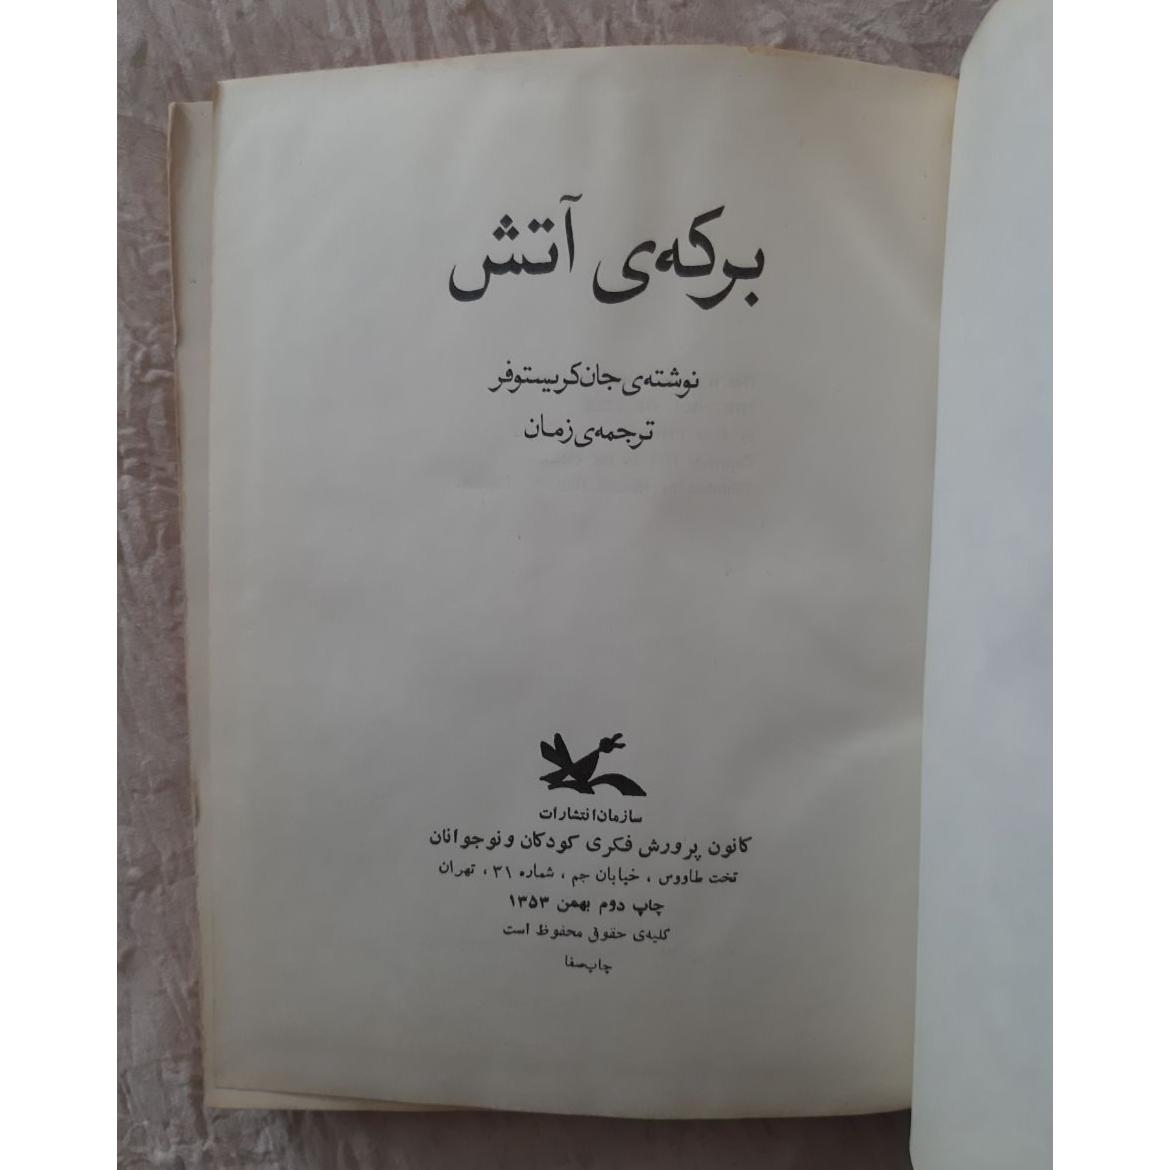 برکه‌ی آتش
نوشته‌ی جان کریستوفر
ترجمه‌ی زمان
سازمان انتشارات
کانون پرورش فکری کودکان و نوجوانان
تخت طاووس ، خیابان جم ، شماره ۳۱ ، تهران
چاپ دوم بهمن ۱۳۵۳
کلیه‌ی حقوق محفوظ است
چاپ صفا